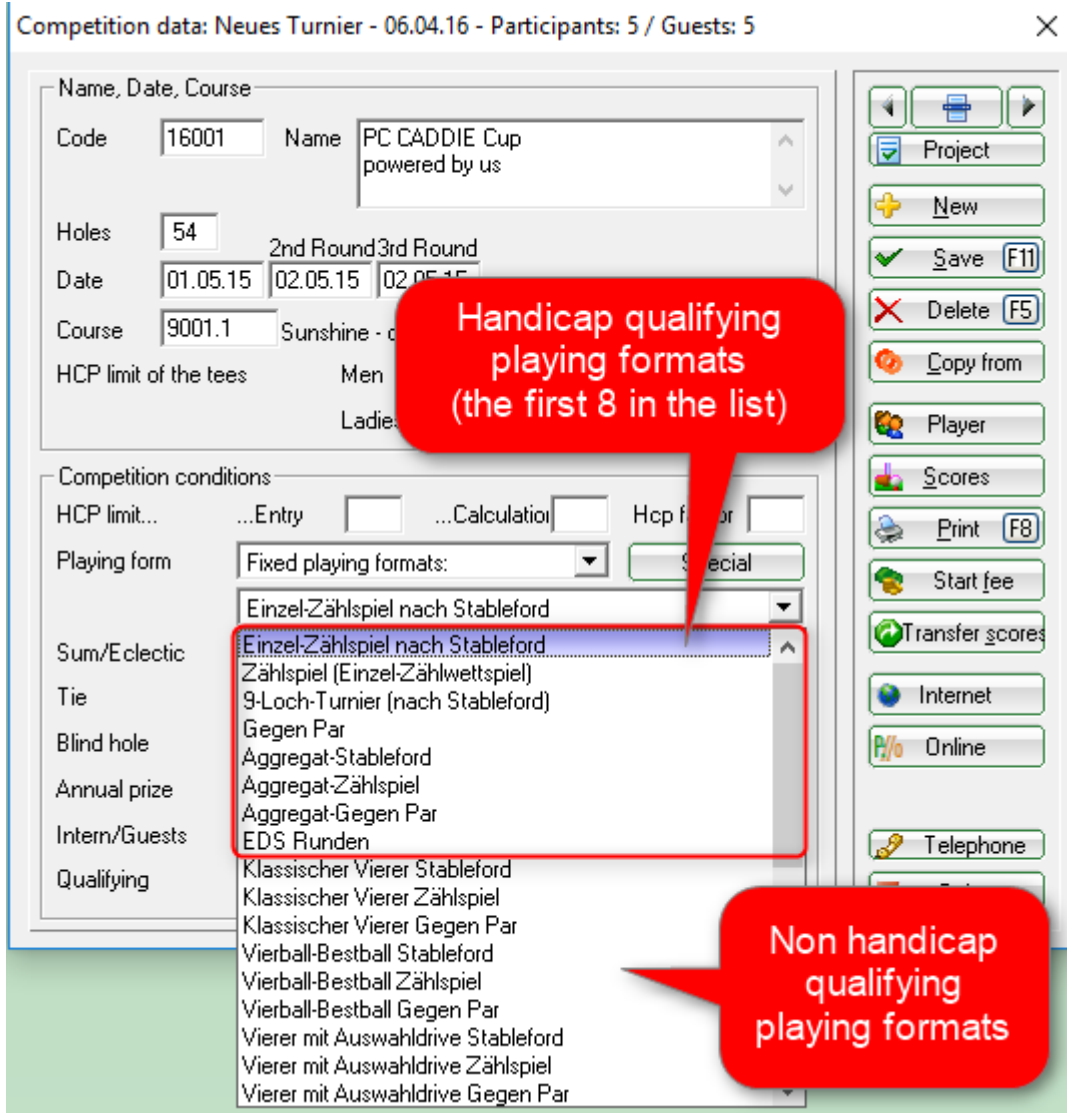 Competition data: Neues Turnier - 06.04.16 - Participants: 5 / Guests: 5
Name, Date, Course
Code 16001 Name PC CADDIE Cup
powered by us
Holes 54
2nd Round 3rd Round
Date 01.05.15 02.05.15 02.05.15
Course 9001.1 Sunshine -
HCP limit of the tees Men
Ladies
Handicap qualifying
playing formats
(the first 8 in the list)
Competition conditions
HCP limit... ...Entry ...Calculation Hcp factor
Playing form Fixed playing formats: Special
Einzel-Zählspiel nach Stableford
Sum/Eclectic
Tie
Blind hole
Annual prize
Intern/Guests
Qualifying
Einzel-Zählspiel nach Stableford
Zählspiel (Einzel-Zählwettspiel)
9-Loch-Turnier (nach Stableford)
Gegen Par
Aggregat-Stableford
Aggregat-Zählspiel
Aggregat-Gegen Par
EDS Runden
Klassischer Vierer Stableford
Klassischer Vierer Zählspiel
Klassischer Vierer Gegen Par
Vierball-Bestball Stableford
Vierball-Bestball Zählspiel
Vierball-Bestball Gegen Par
Vierer mit Auswahldrive Stableford
Vierer mit Auswahldrive Zählspiel
Vierer mit Auswahldrive Gegen Par
Non handicap
qualifying
playing formats
Project
New
Save F11
Delete F5
Copy from
Player
Scores
Print F8
Start fee
Transfer scores
Internet
P//o Online
Telephone